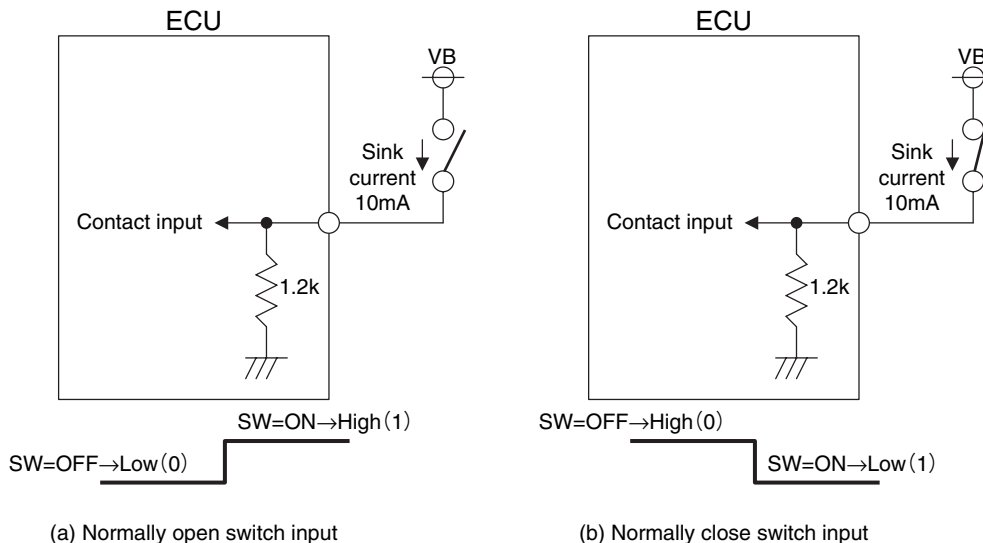 ECU
VB
Sink
current
10mA
Contact input
1.2k
SW=ON→High(1)
SW=OFF→Low(0)
(a) Normally open switch input
ECU
VB
Sink
current
10mA
Contact input
1.2k
SW=OFF→High(0)
SW=ON→Low(1)
(b) Normally close switch input